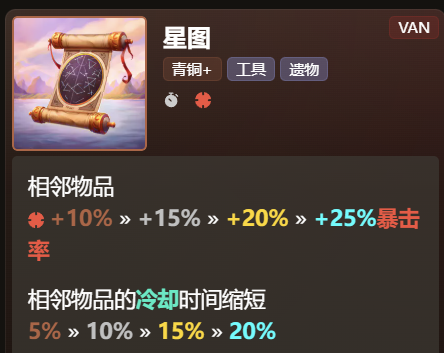 VAN
星图
青铜+ 工具 遗物
相邻物品
+10% » +15% » +20% » +25%暴击
率
相邻物品的冷却时间缩短
5% » 10% » 15% » 20%